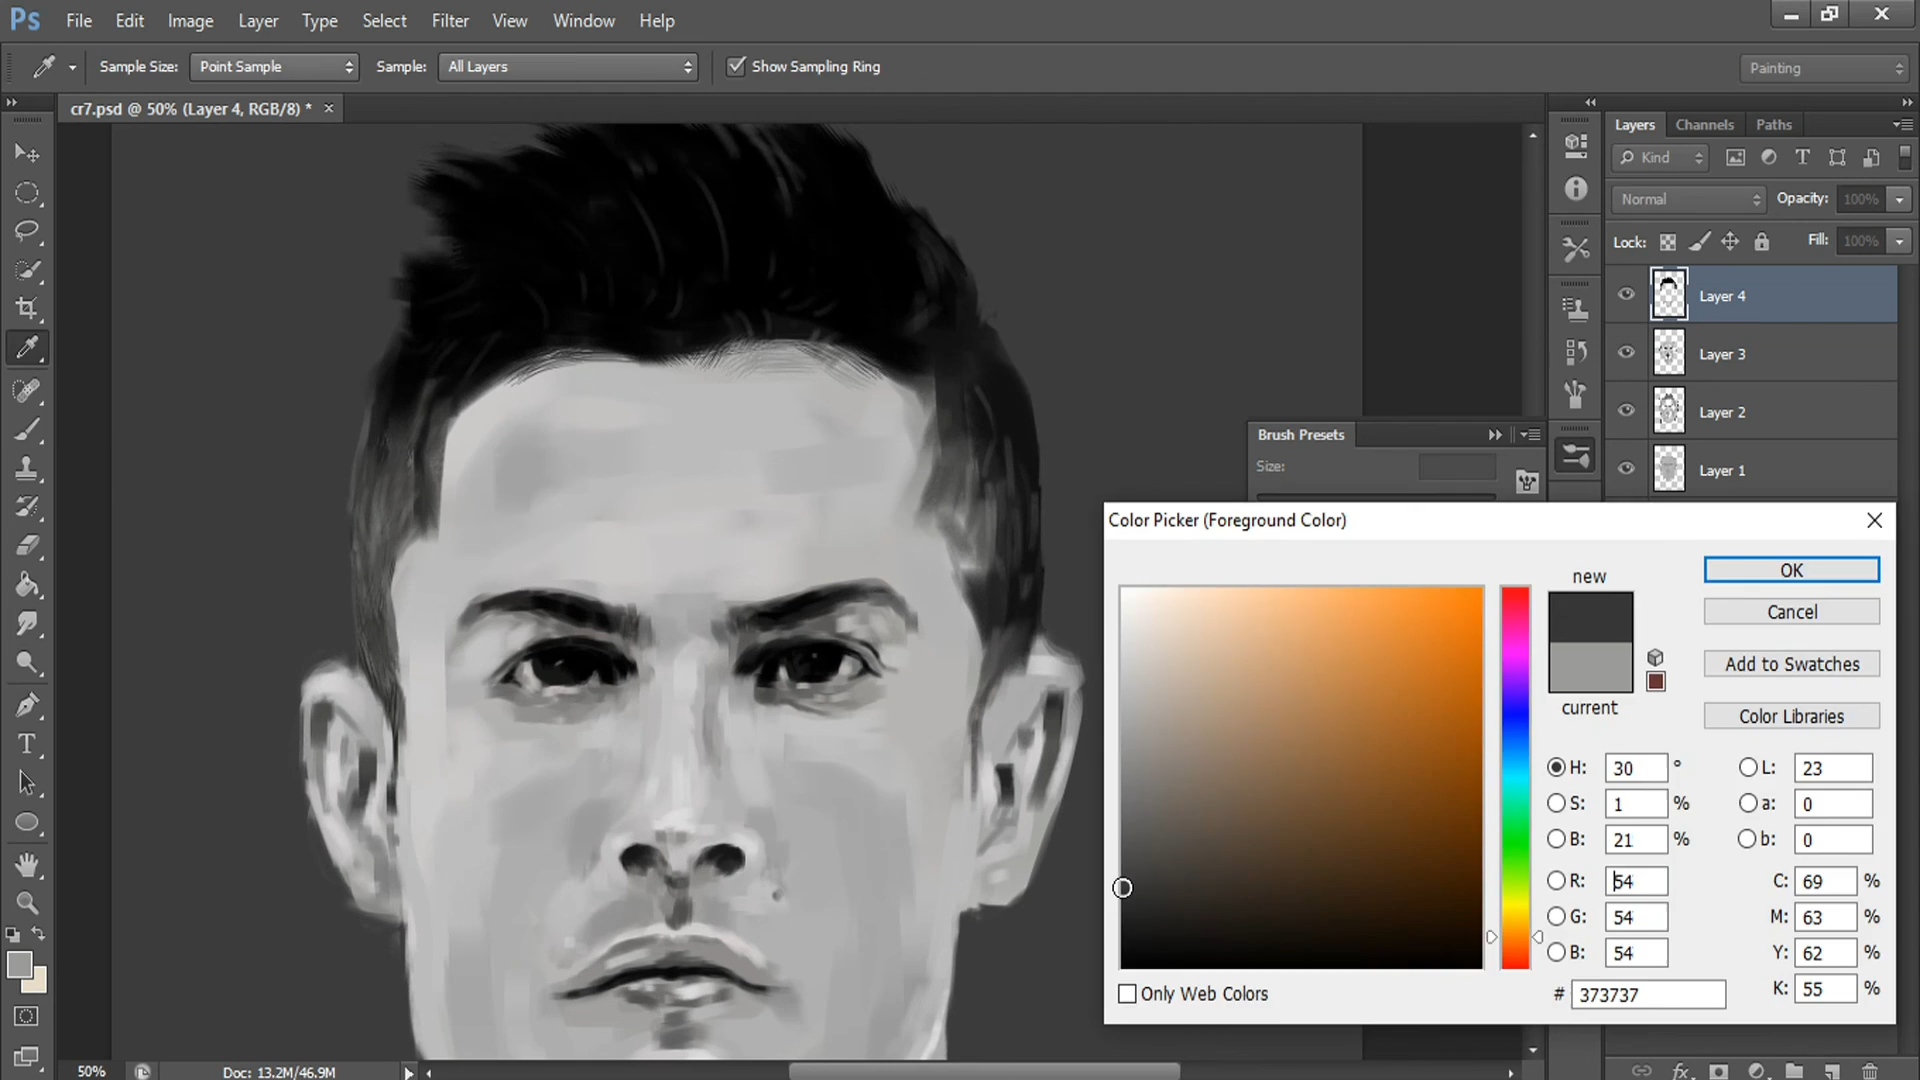 Ps File Edit Image Layer Type Select Filter View Window Help
Sample Size: Point Sample Sample: All Layers Show Sampling Ring Painting
cr7.psd @ 50% (Layer 4, RGB/8) * ×
Layers Channels Paths
Kind
Normal Opacity: 100%
Lock: Fill: 100%
Layer 4
Layer 3
Layer 2
Layer 1
Brush Presets
Size:
Color Picker (Foreground Color)
new
current
OK
Cancel
Add to Swatches
Color Libraries
H: 30 ° L: 23
S: 1 % a: 0
B: 21 % b: 0
R: 54 C: 69 %
G: 54 M: 63 %
B: 54 Y: 62 %
# 373737 K: 55 %
Only Web Colors
50% Doc: 13.2M/46.9M